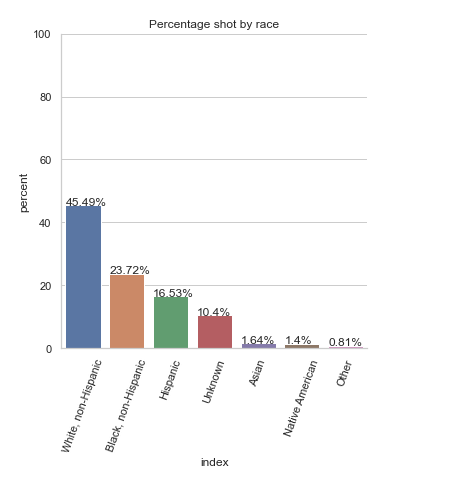 Percentage shot by race
100
80
60
40
20
0
percent
45.49%
23.72%
16.53%
10.4%
1.64%
1.4%
0.81%
White, non-Hispanic
Black, non-Hispanic
Hispanic
Unknown
Asian
Native American
Other
index